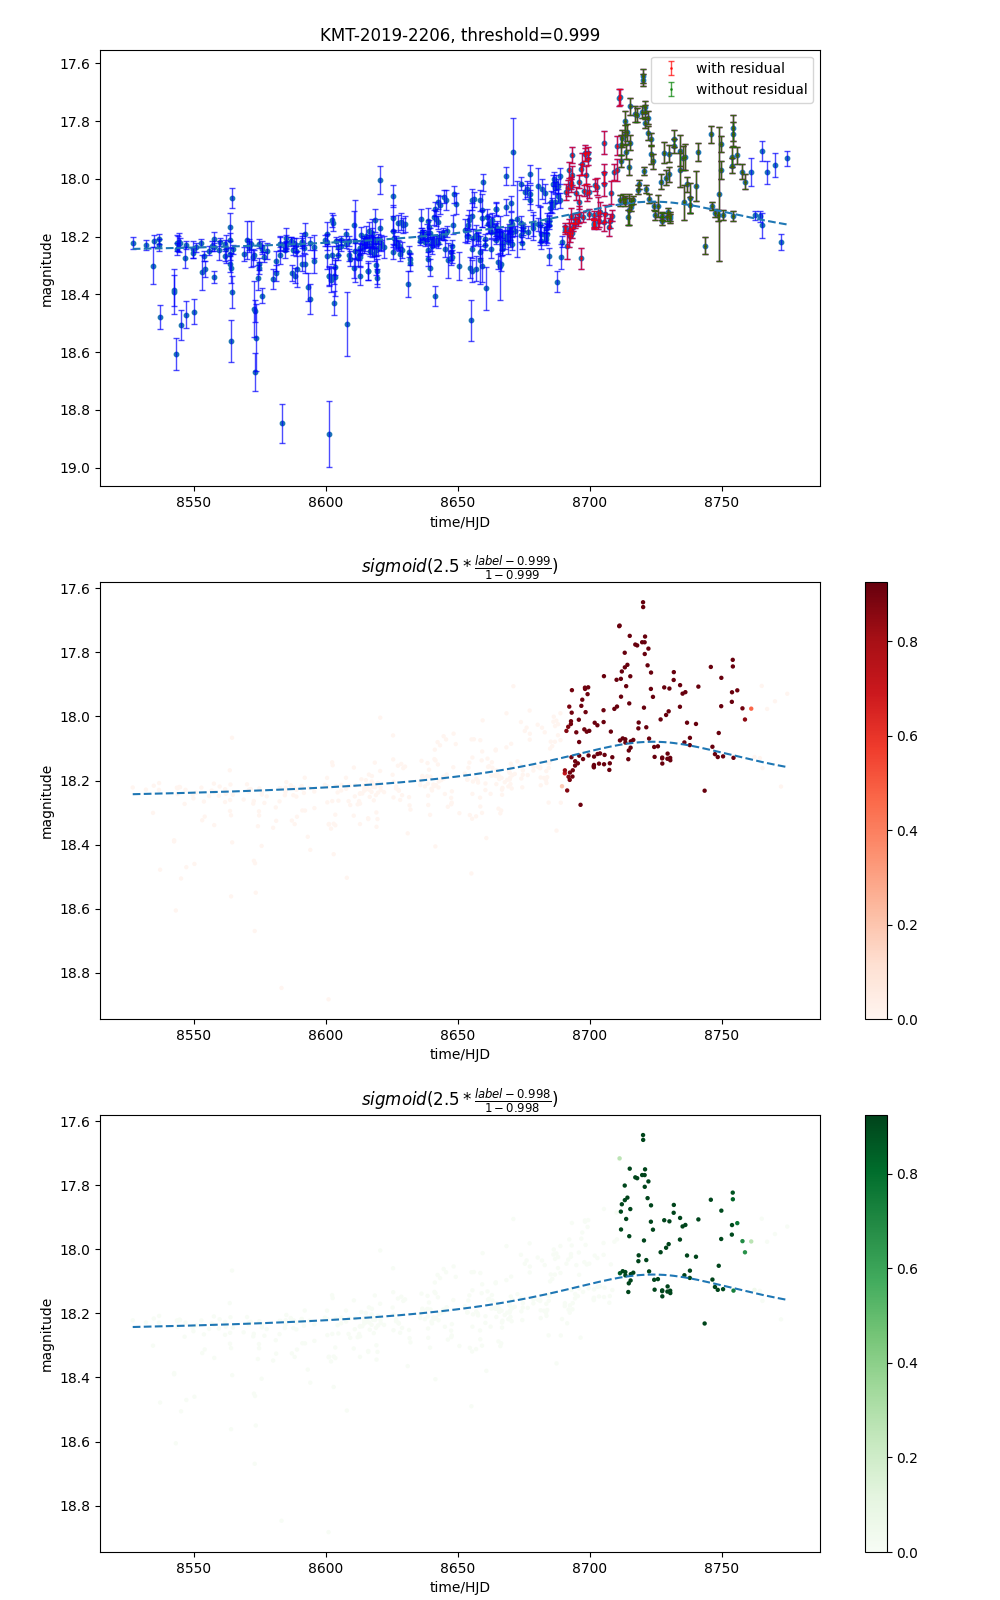 KMT-2019-2206, threshold=0.999
with residual
without residual
17.6
17.8
18.0
18.2
18.4
18.6
18.8
19.0
magnitude
8550 8600 8650 8700 8750
time/HJD
sigmoid(2.5 * \frac{label - 0.999}{1 - 0.999})
17.6
17.8
18.0
18.2
18.4
18.6
18.8
magnitude
8550 8600 8650 8700 8750
time/HJD
0.8
0.6
0.4
0.2
0.0
sigmoid(2.5 * \frac{label - 0.998}{1 - 0.998})
17.6
17.8
18.0
18.2
18.4
18.6
18.8
magnitude
8550 8600 8650 8700 8750
time/HJD
0.8
0.6
0.4
0.2
0.0